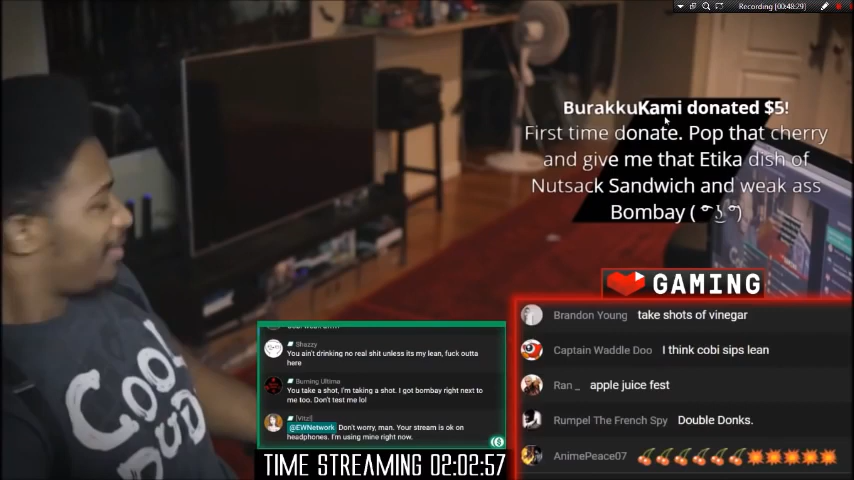 Recording [00:48:29]
BurakkuKami donated $5!
First time donate. Pop that cherry
and give me that Etika dish of
Nutsack Sandwich and weak ass
Bombay ( ͡° ͜ʖ ͡°)
GAMING
Brandon Young take shots of vinegar
Captain Waddle Doo I think cobi sips lean
Ran _ apple juice fest
Rumpel The French Spy Double Donks.
AnimePeace07 🍒🍒🍒🍒🍒🍒💥💥💥💥💥
Shazzy
You ain't drinking no real shit unless its my lean, fuck outta
here
Burning Ultima
You take a shot, I'm taking a shot. I got bombay right next to
me too. Don't test me lol
[Vitz!]
@EWNetwork Don't worry, man. Your stream is ok on
headphones. I'm using mine right now.
TIME STREAMING 02:02:57
COOL
DUDE